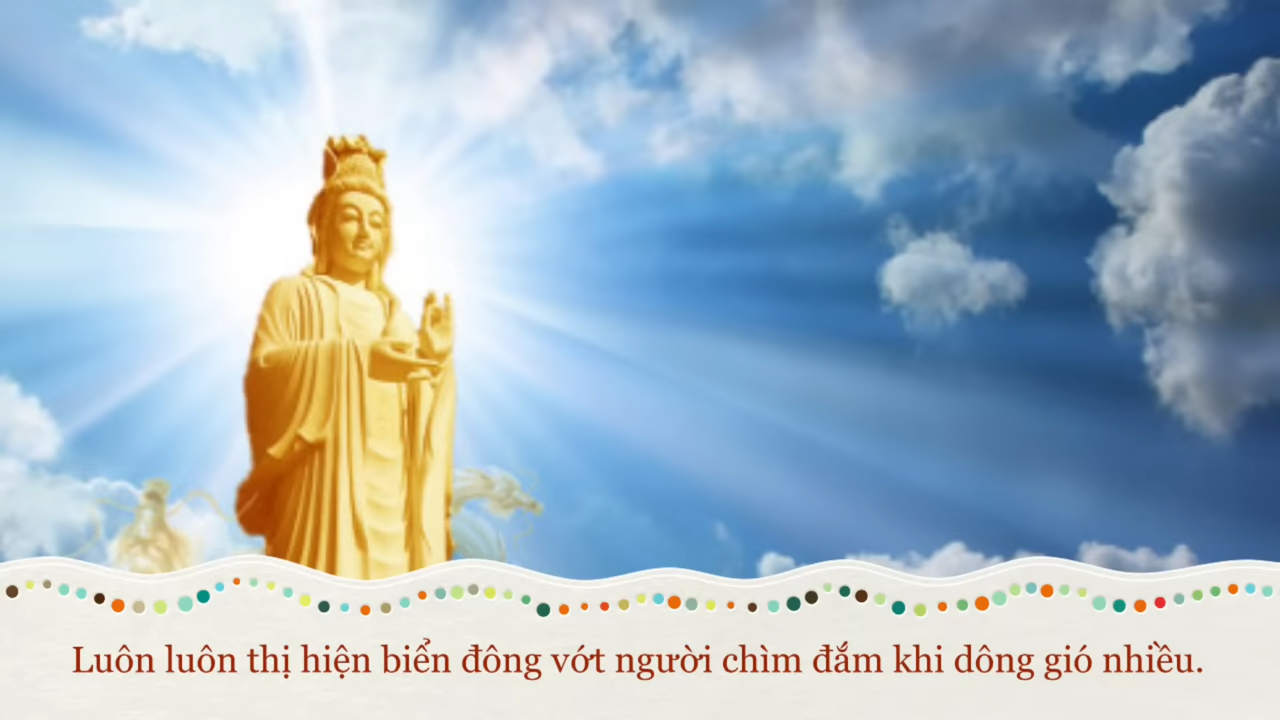 Luôn luôn thị hiện biển đông vớt người chìm đắm khi dông gió nhiều.